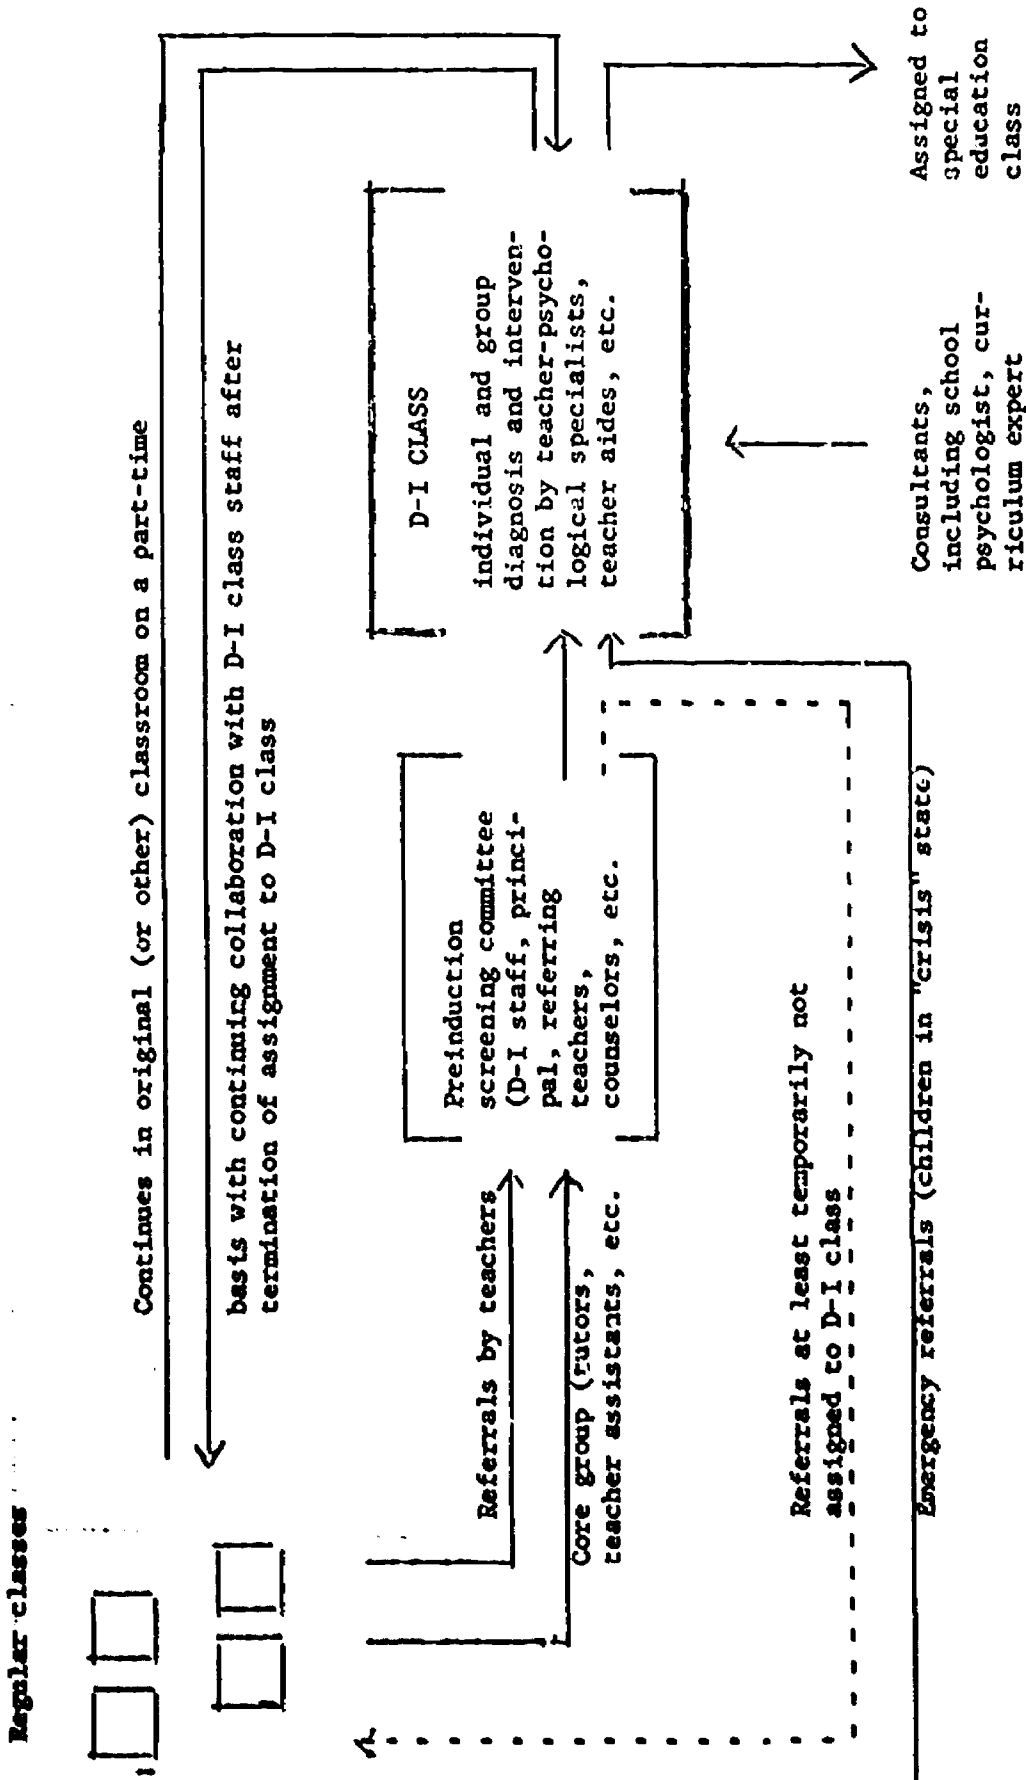 Regular classes
Continues in original (or other) classroom on a part-time
basis with continuing collaboration with D-I class staff after
termination of assignment to D-I class
Referrals by teachers
Core group (tutors,
teacher assistants, etc.
Preinduction
screening committee
(D-I staff, princi-
pal, referring
teachers,
counselors, etc.
D-I CLASS
individual and group
diagnosis and interven-
tion by teacher-psycho-
logical specialists,
teacher aides, etc.
Referrals at least temporarily not
assigned to D-I class
Emergency referrals (children in "crisis" state)
Consultants,
including school
psychologist, cur-
riculum expert
Assigned to
special
education
class